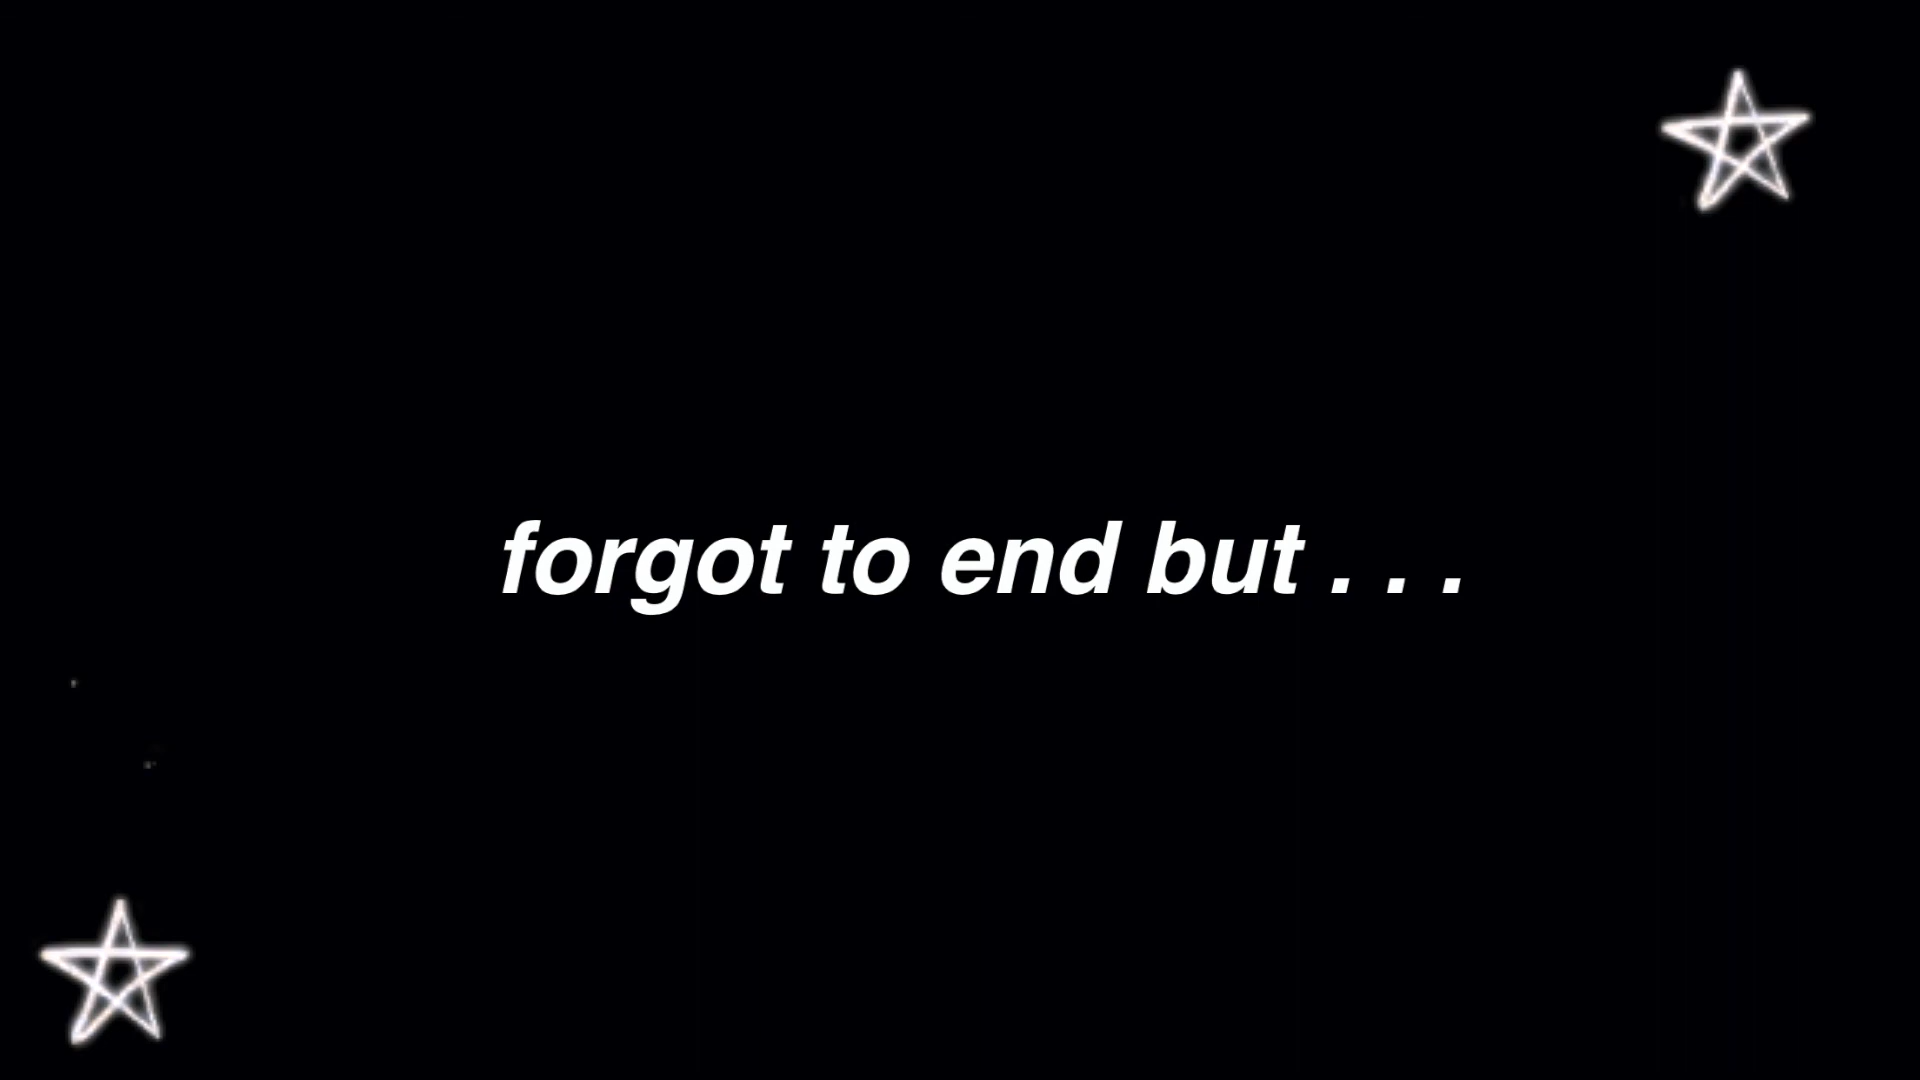 forgot to end but . . .